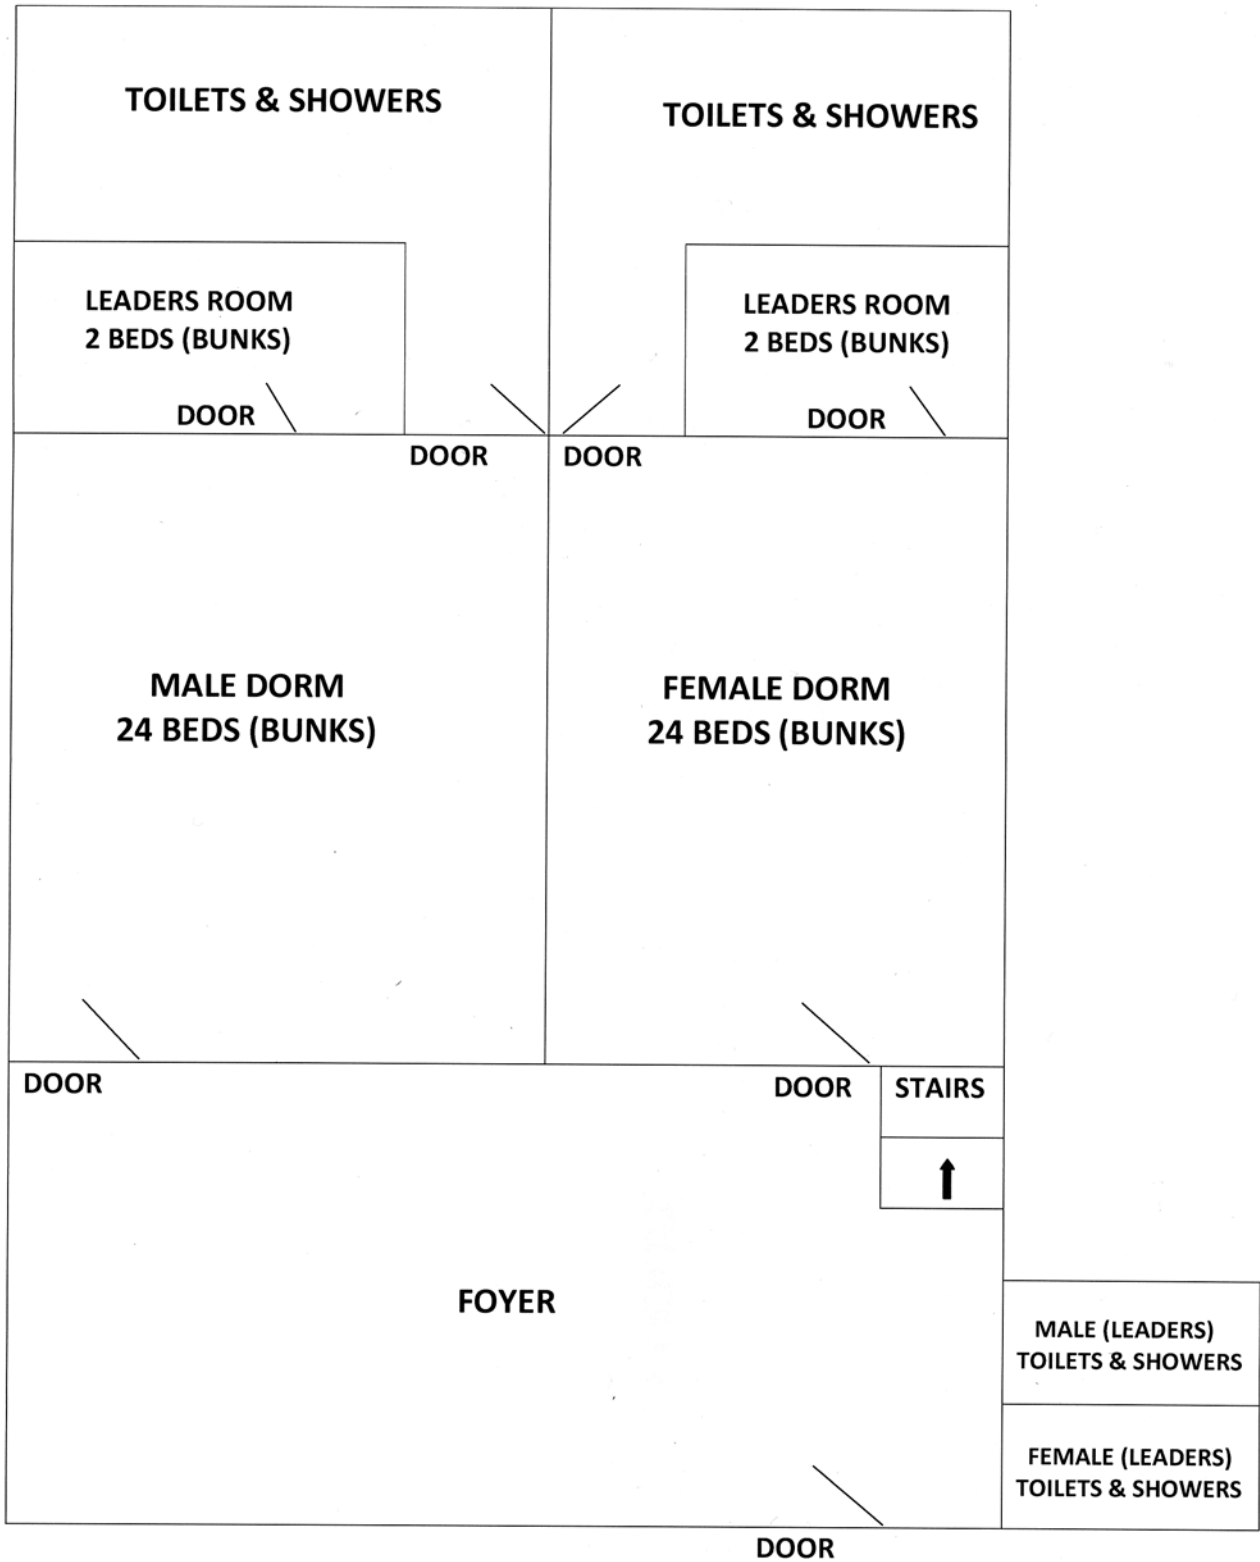 TOILETS & SHOWERS
TOILETS & SHOWERS
LEADERS ROOM
2 BEDS (BUNKS)
DOOR
LEADERS ROOM
2 BEDS (BUNKS)
DOOR
DOOR
DOOR
MALE DORM
24 BEDS (BUNKS)
FEMALE DORM
24 BEDS (BUNKS)
DOOR
DOOR
STAIRS
FOYER
MALE (LEADERS)
TOILETS & SHOWERS
FEMALE (LEADERS)
TOILETS & SHOWERS
DOOR